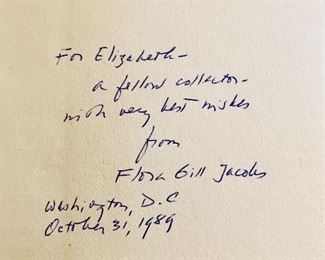 For Elizabeth –
a fellow collector –
with very best wishes
from
Flora Gill Jacobs
Washington, D.C.
October 31, 1989